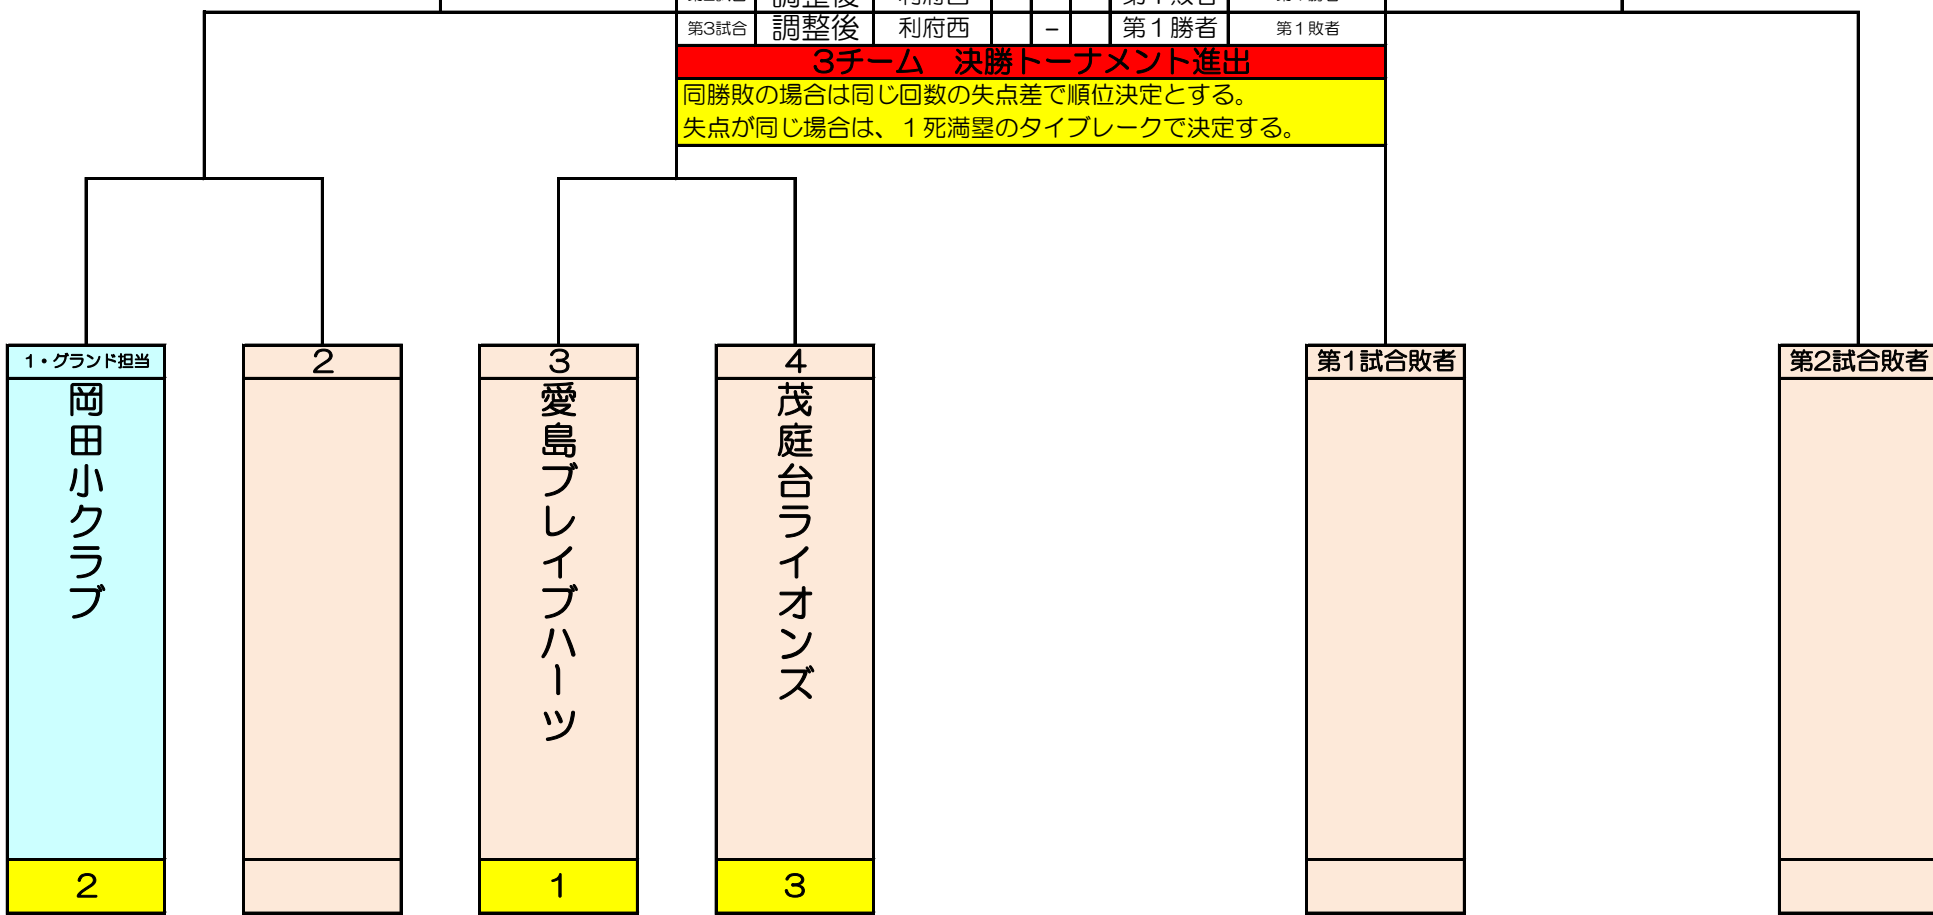 第3試合 調整後 利府西 - 第1勝者 第1敗者
3チーム 決勝トーナメント進出
同勝敗の場合は同じ回数の失点差で順位決定とする。
失点が同じ場合は、1死満塁のタイブレークで決定する。
1・グランド担当
岡田小クラブ
2
2
3
愛島ブレイブハーツ
1
4
茂庭台ライオンズ
3
第1試合敗者
第2試合敗者